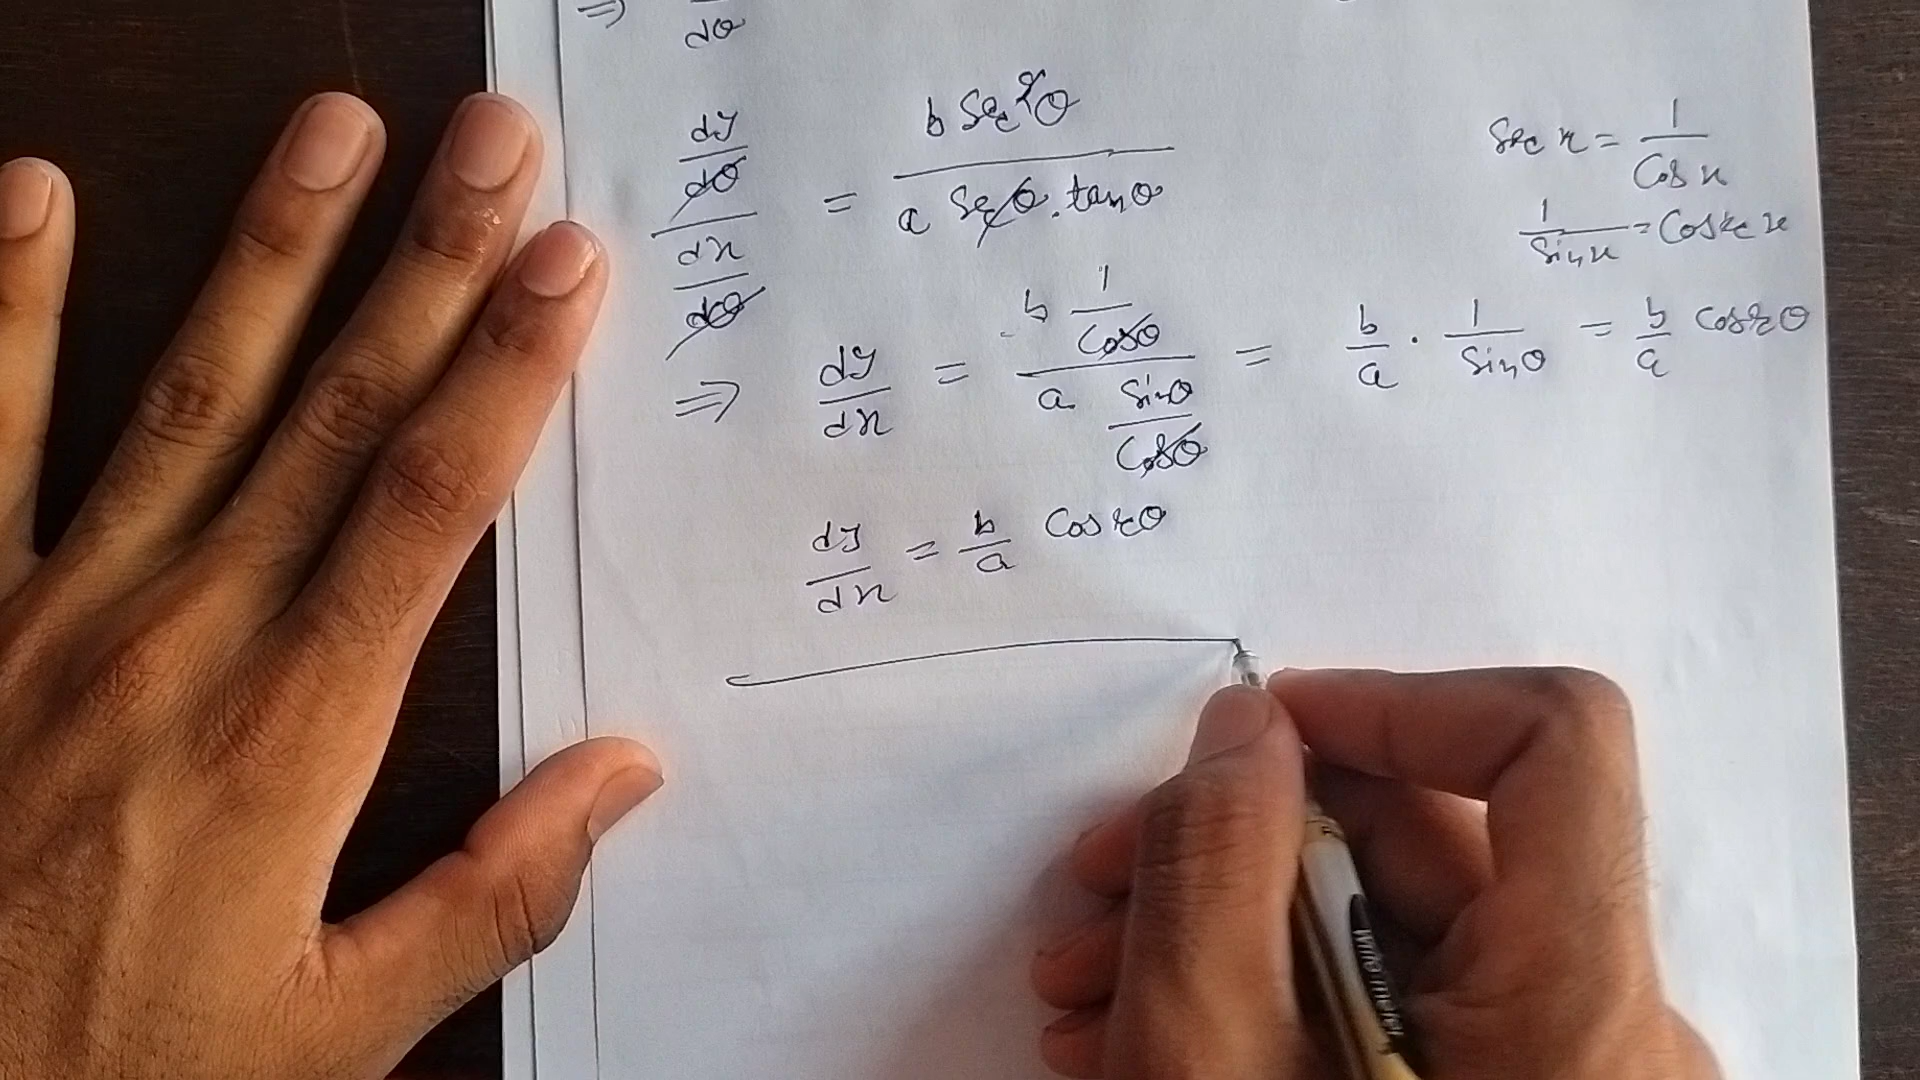 ⇒ dθ
dy/dθ / dx/dθ = b sec²θ / a secθ.tanθ
sec x = 1/cos x
1/sin x = cosec x
⇒ dy/dx = b 1/cosθ / a sinθ/cosθ = b/a . 1/sinθ = b/a cosecθ
dy/dx = b/a cosecθ